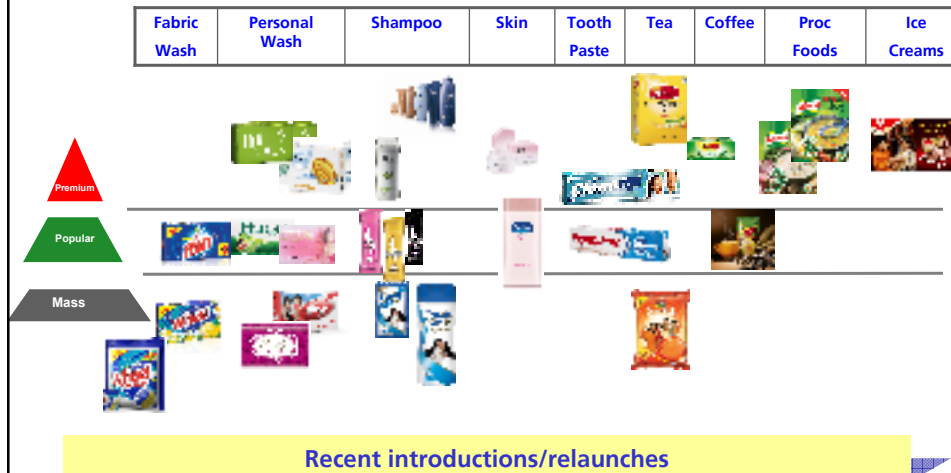 Fabric Wash
Personal Wash
Shampoo
Skin
Tooth Paste
Tea
Coffee
Proc Foods
Ice Creams
Premium
Popular
Mass
Recent introductions/relaunches